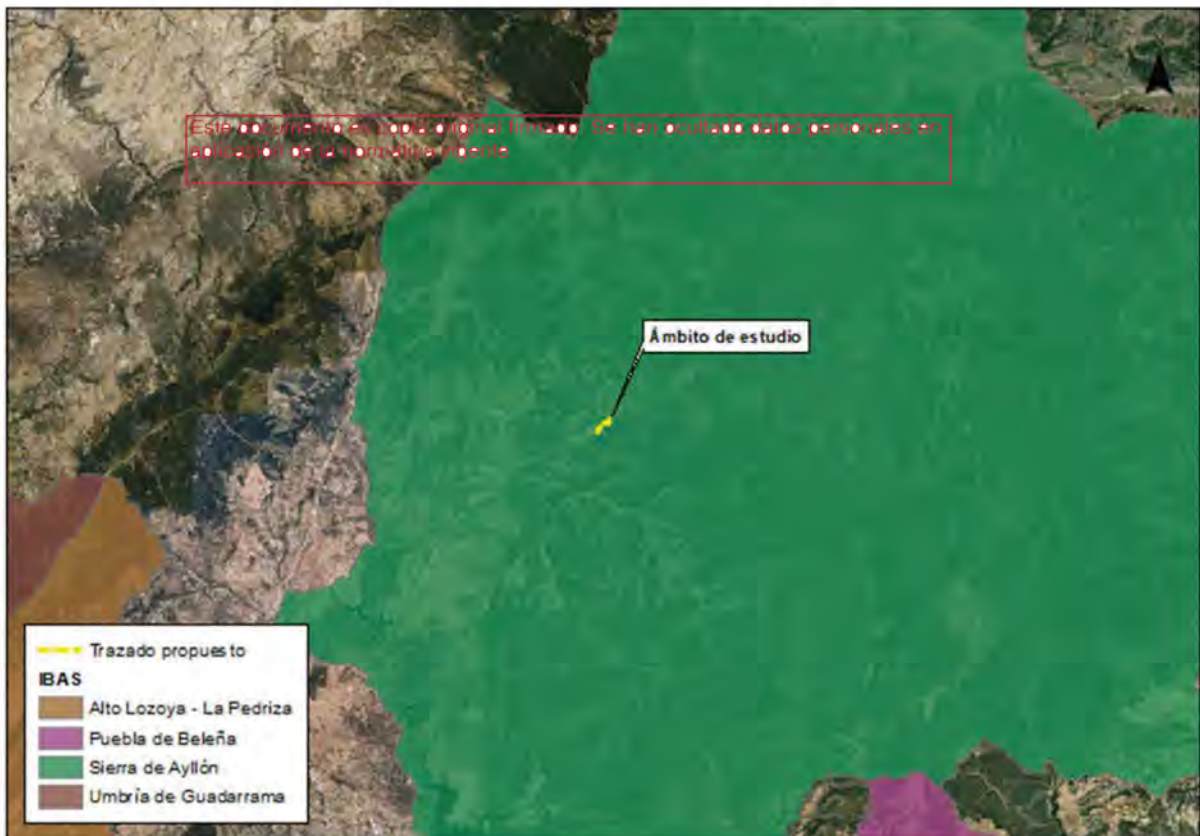 Este documento es copia original firmado. Se han ocultado datos personales en
aplicación de la normativa vigente
Ámbito de estudio
Trazado propuesto
IBAS
Alto Lozoya - La Pedriza
Puebla de Beleña
Sierra de Ayllón
Umbría de Guadarrama